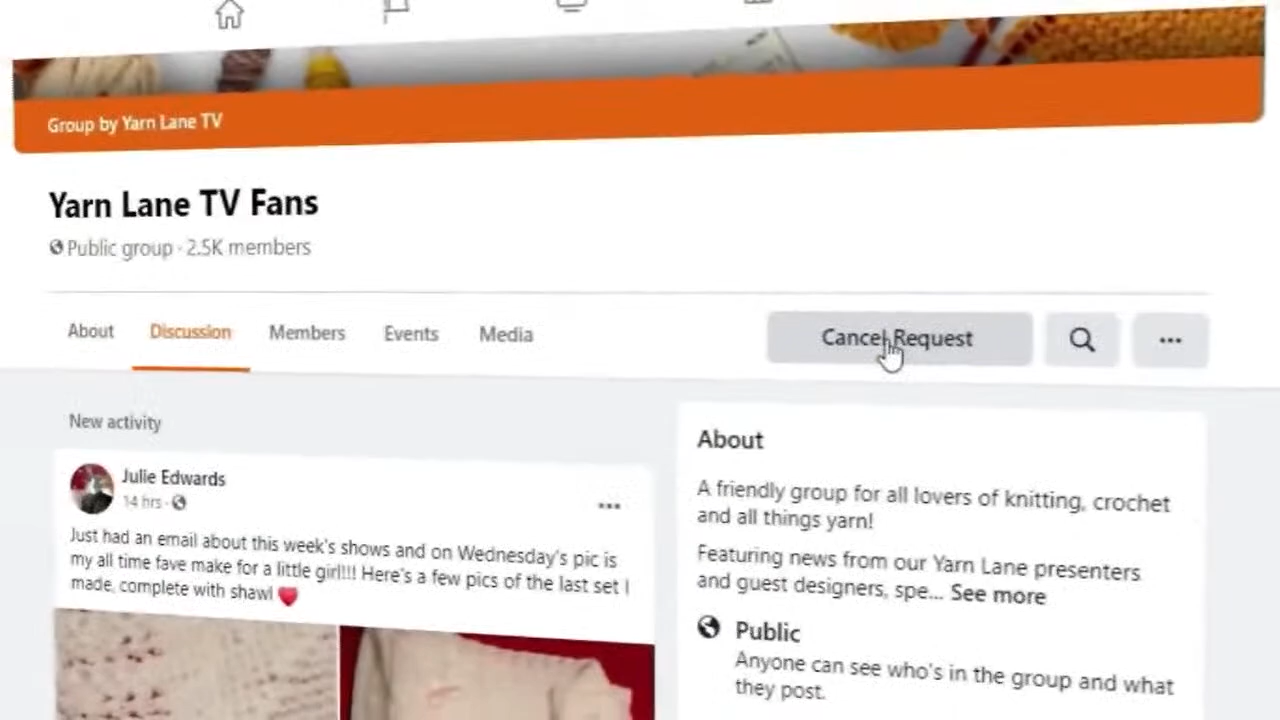 Group by Yarn Lane TV
Yarn Lane TV Fans
Public group · 2.5K members
About Discussion Members Events Media
Cancel Request
New activity
Julie Edwards
14 hrs ·
Just had an email about this week's shows and on Wednesday's pic is
my all time fave make for a little girl!!! Here's a few pics of the last set I
made, complete with shawl ❤️
About
A friendly group for all lovers of knitting, crochet
and all things yarn!
Featuring news from our Yarn Lane presenters
and guest designers, spe... See more
Public
Anyone can see who's in the group and what
they post.